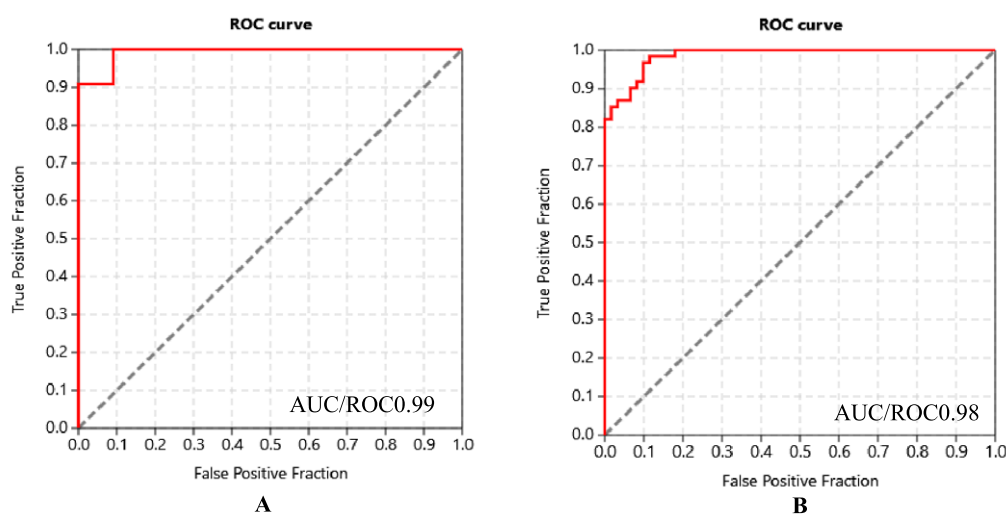 ROC curve
1.0
0.9
0.8
0.7
0.6
0.5
0.4
0.3
0.2
0.1
0.0
True Positive Fraction
AUC/ROC0.99
0.0 0.1 0.2 0.3 0.4 0.5 0.6 0.7 0.8 0.9 1.0
False Positive Fraction
A
ROC curve
1.0
0.9
0.8
0.7
0.6
0.5
0.4
0.3
0.2
0.1
0.0
True Positive Fraction
AUC/ROC0.98
0.0 0.1 0.2 0.3 0.4 0.5 0.6 0.7 0.8 0.9 1.0
False Positive Fraction
B